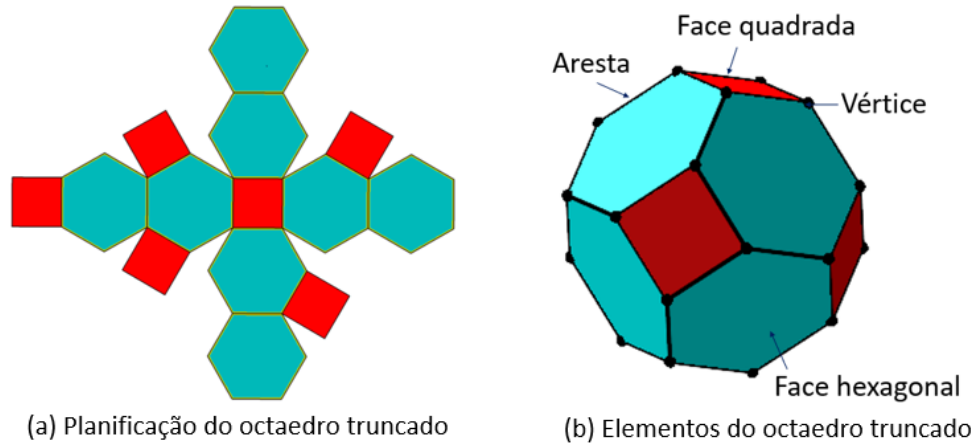 Face quadrada
Aresta
Vértice
Face hexagonal
(a) Planificação do octaedro truncado
(b) Elementos do octaedro truncado